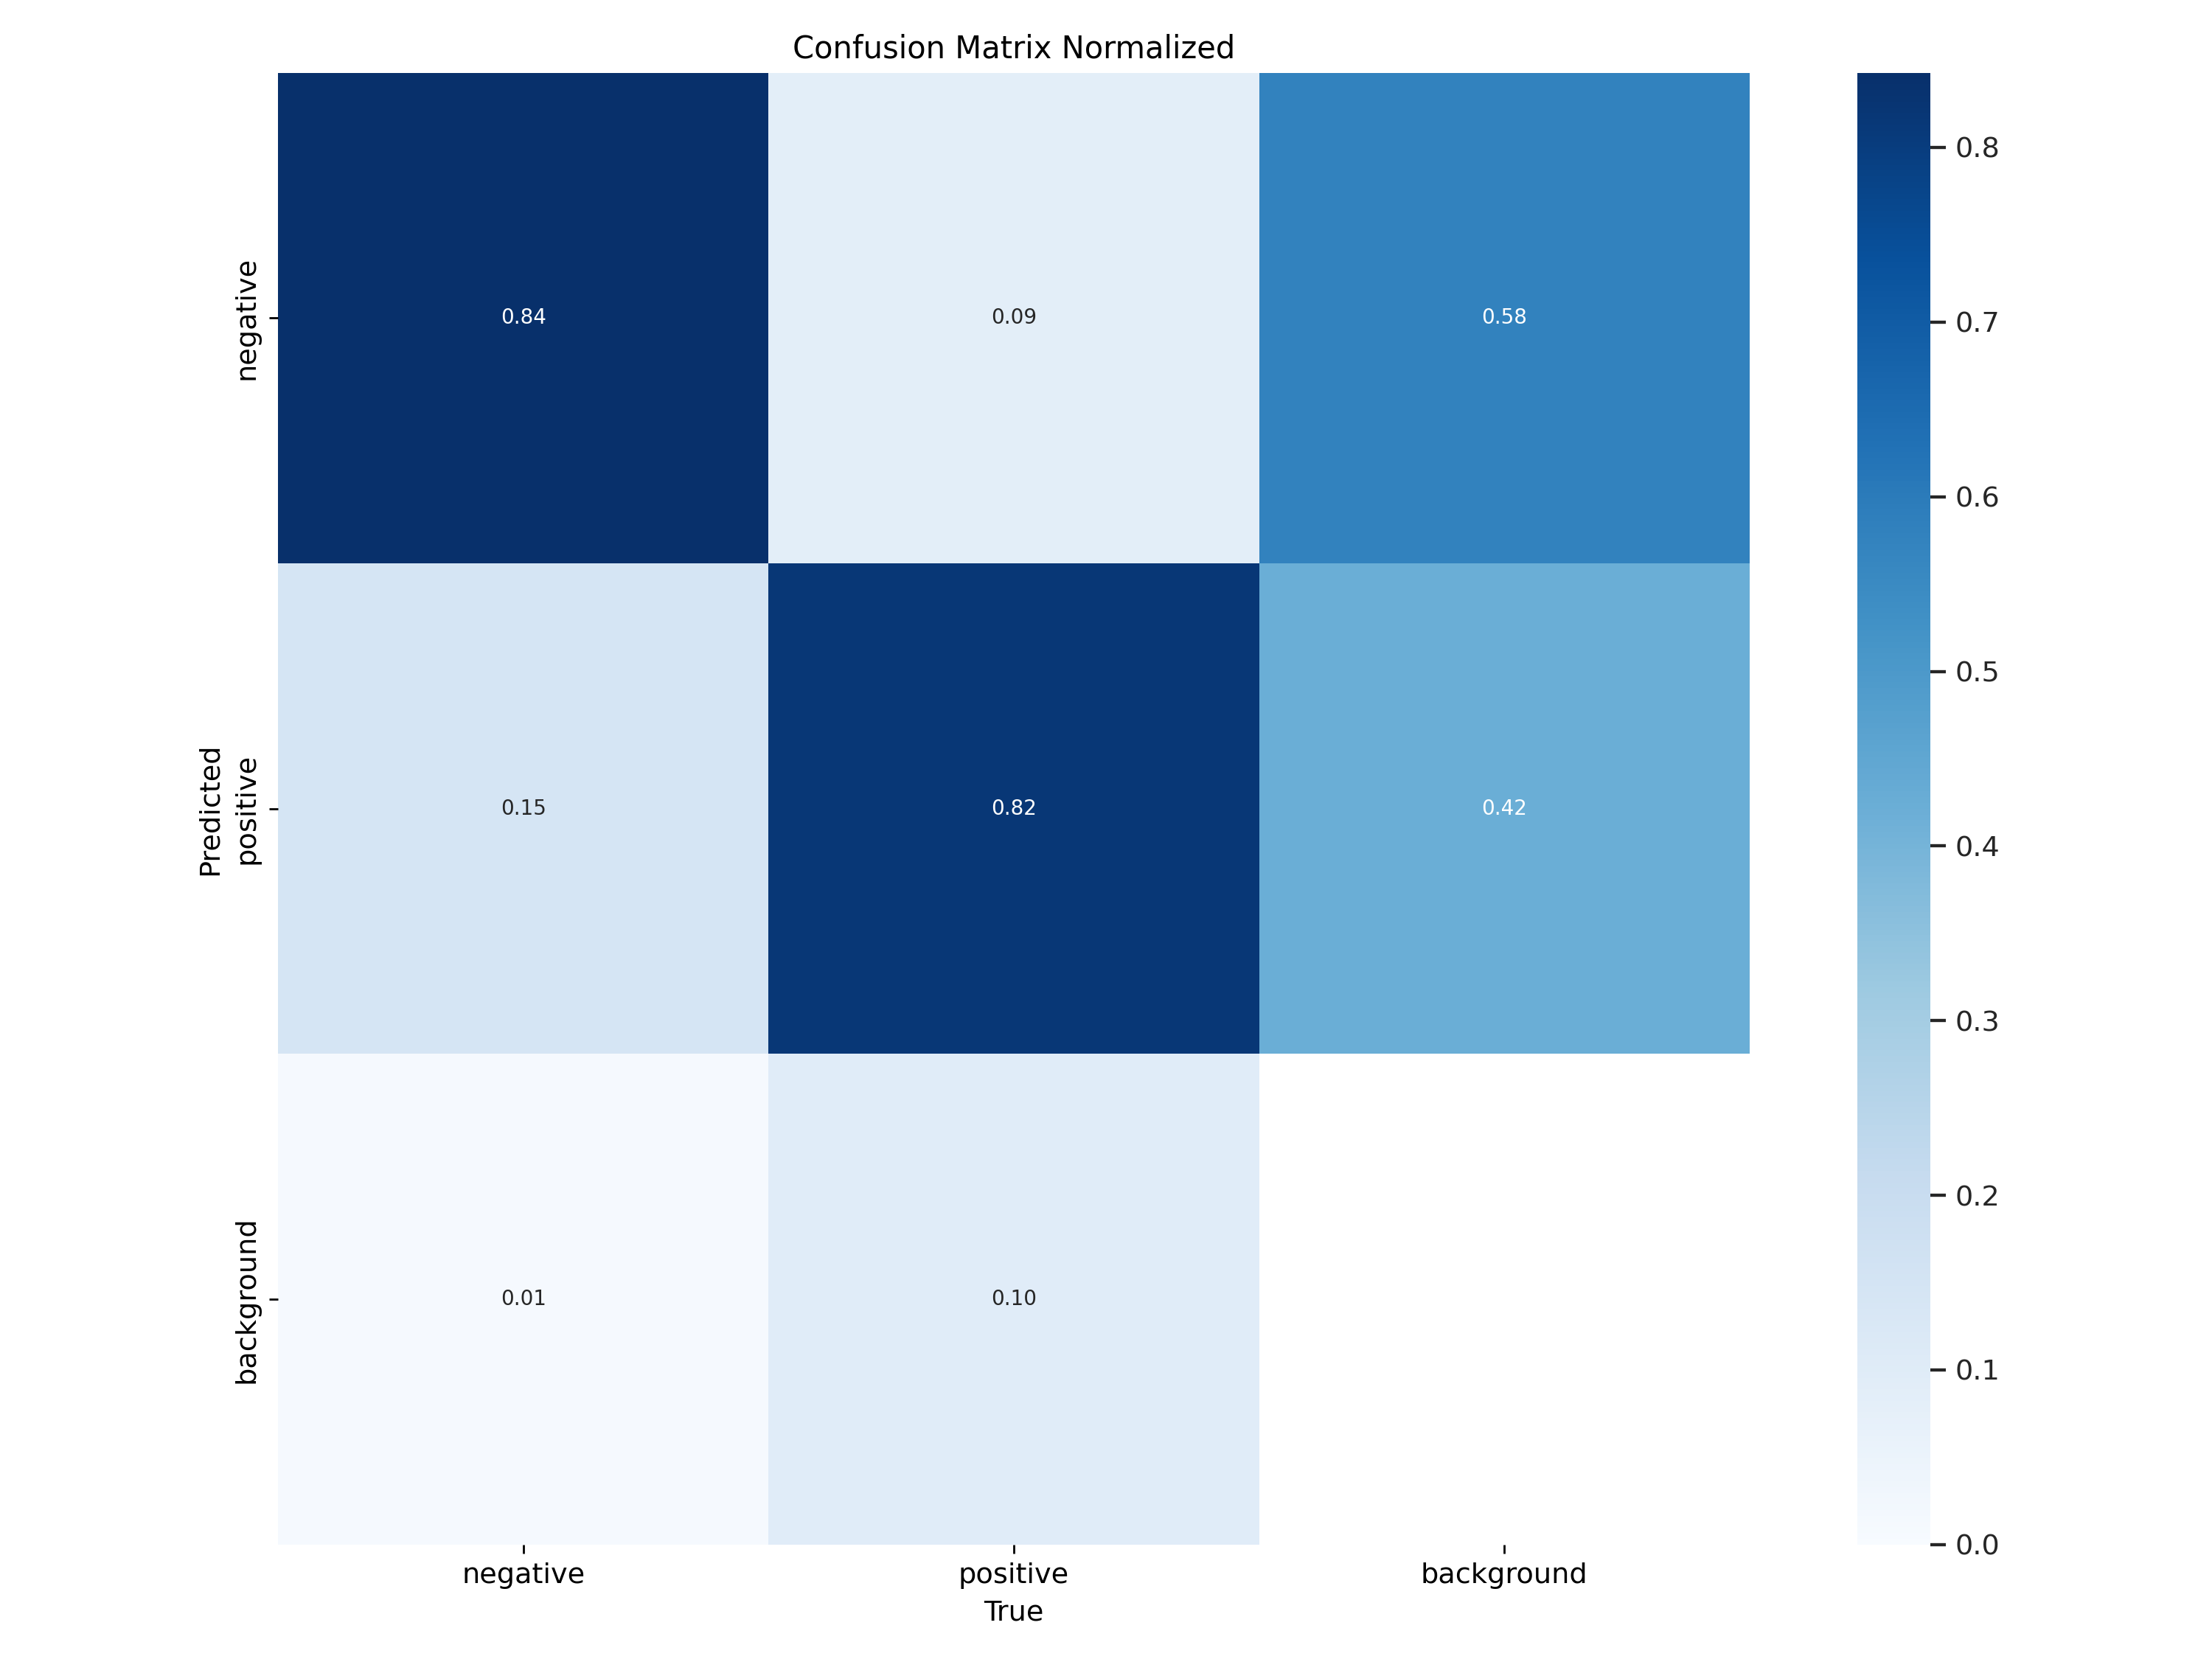 Confusion Matrix Normalized
negative
0.84
0.09
0.58
Predicted
positive
0.15
0.82
0.42
background
0.01
0.10
negative
positive
background
True
0.8
0.7
0.6
0.5
0.4
0.3
0.2
0.1
0.0